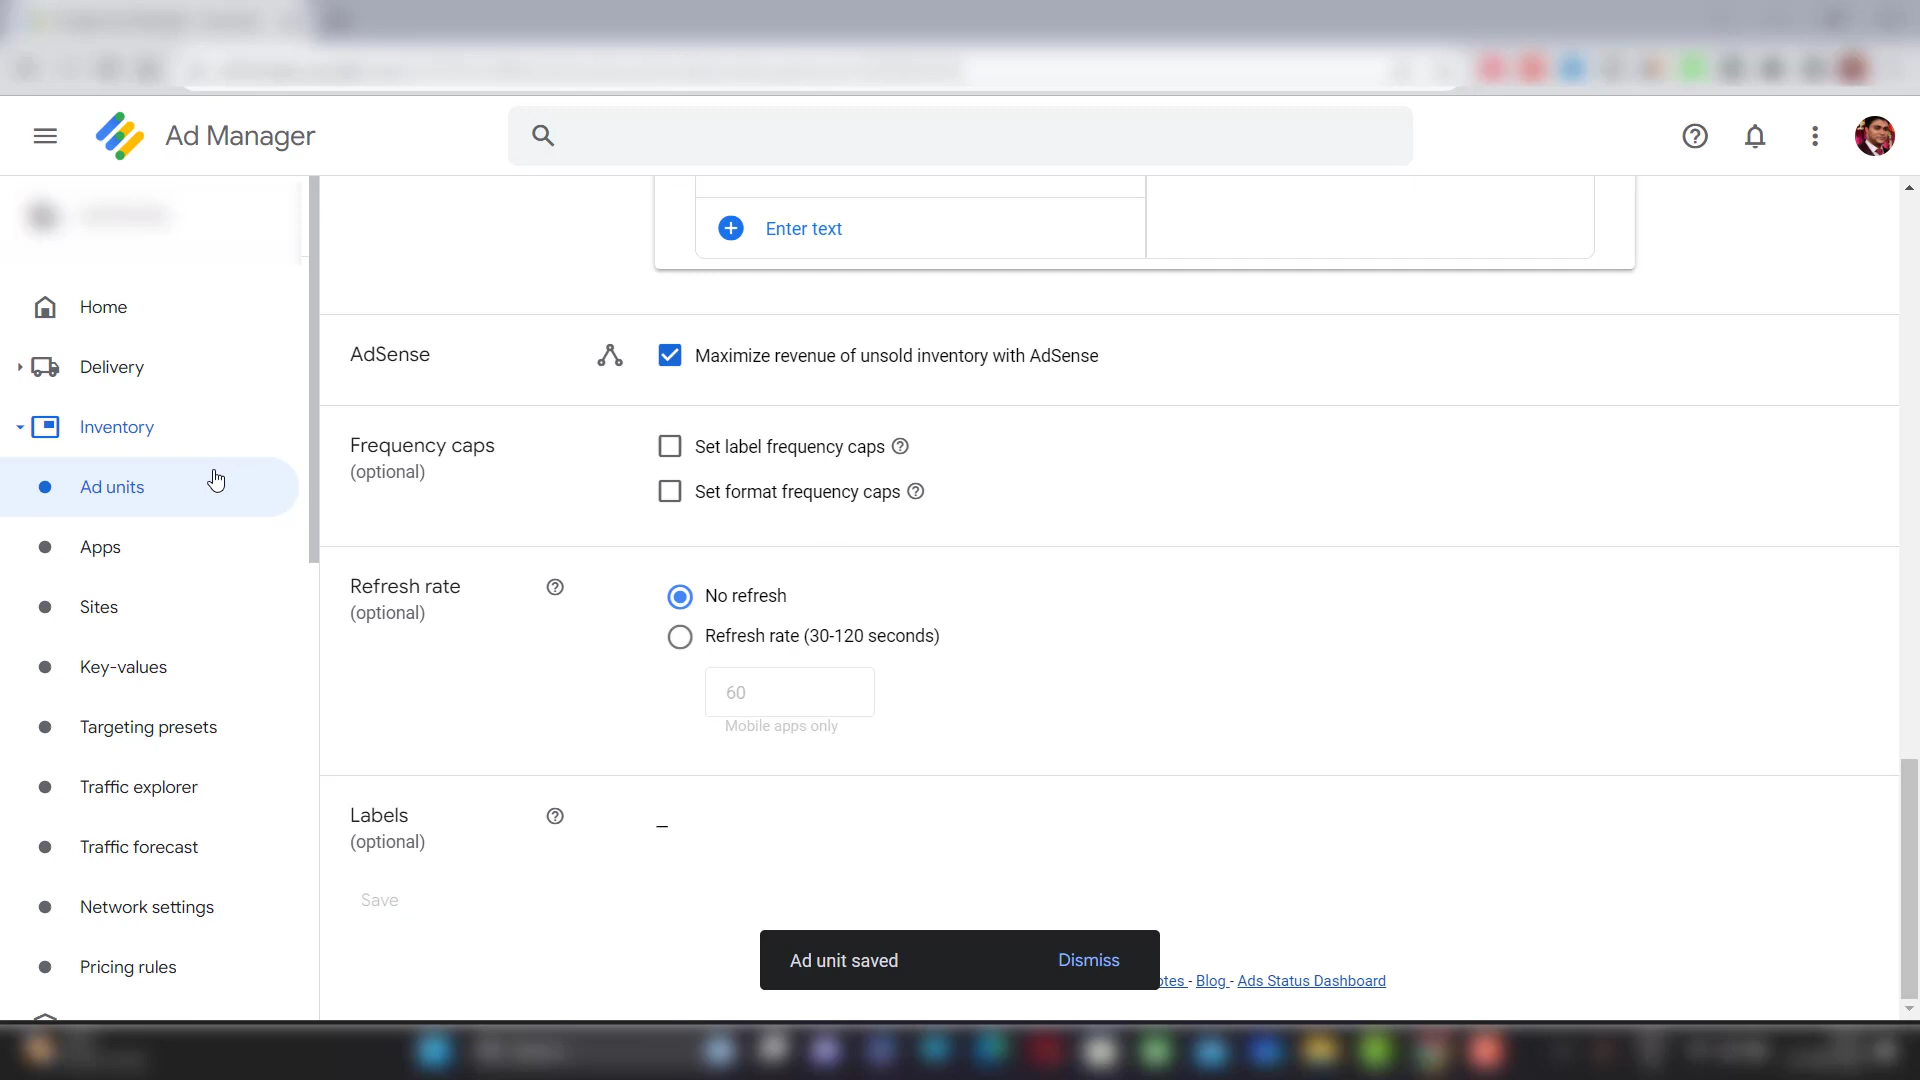 Ad Manager
Home
Delivery
Inventory
Ad units
Apps
Sites
Key-values
Targeting presets
Traffic explorer
Traffic forecast
Network settings
Pricing rules
Enter text
AdSense
Maximize revenue of unsold inventory with AdSense
Frequency caps
(optional)
Set label frequency caps
Set format frequency caps
Refresh rate
(optional)
No refresh
Refresh rate (30-120 seconds)
60
Mobile apps only
Labels
(optional)
–
Save
Ad unit saved Dismiss
- Blog - Ads Status Dashboard